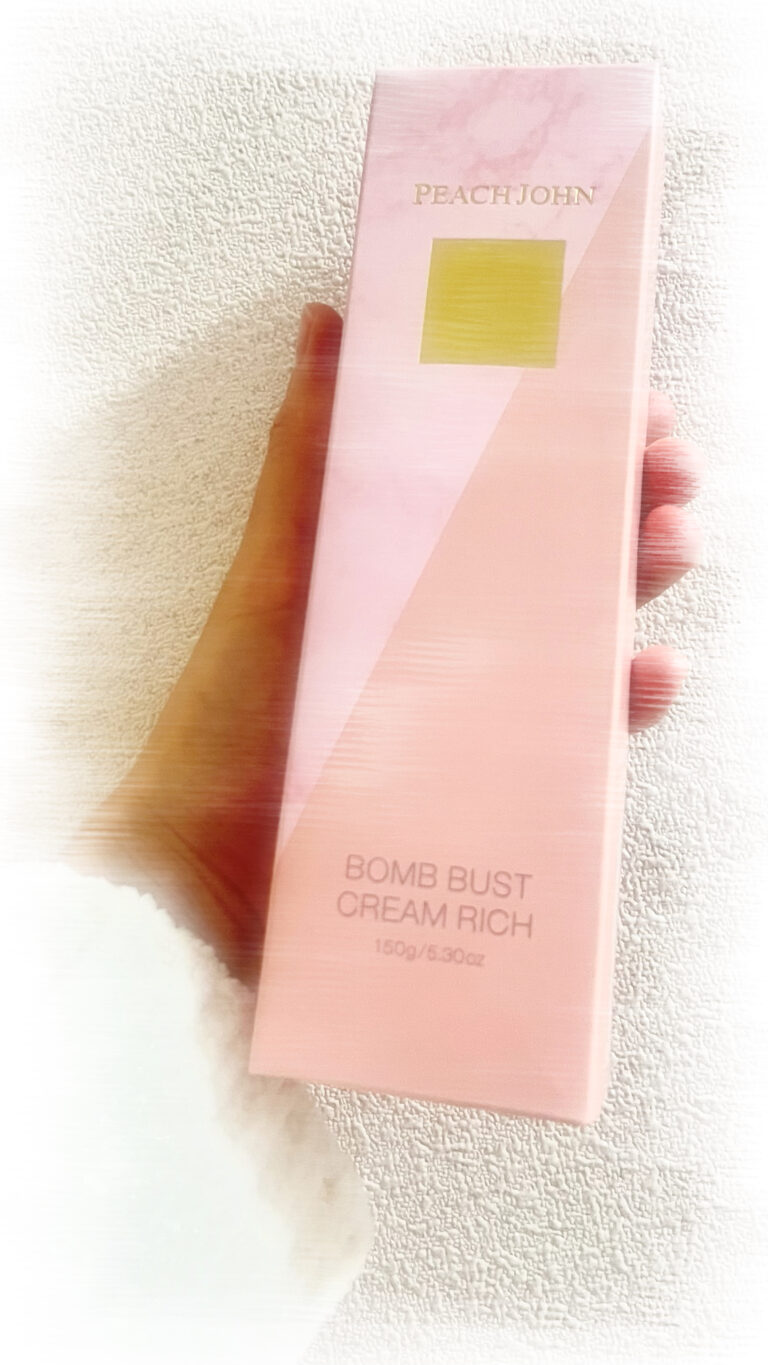 PEACH JOHN
BOMB BUST
CREAM RICH
150g/5.30oz